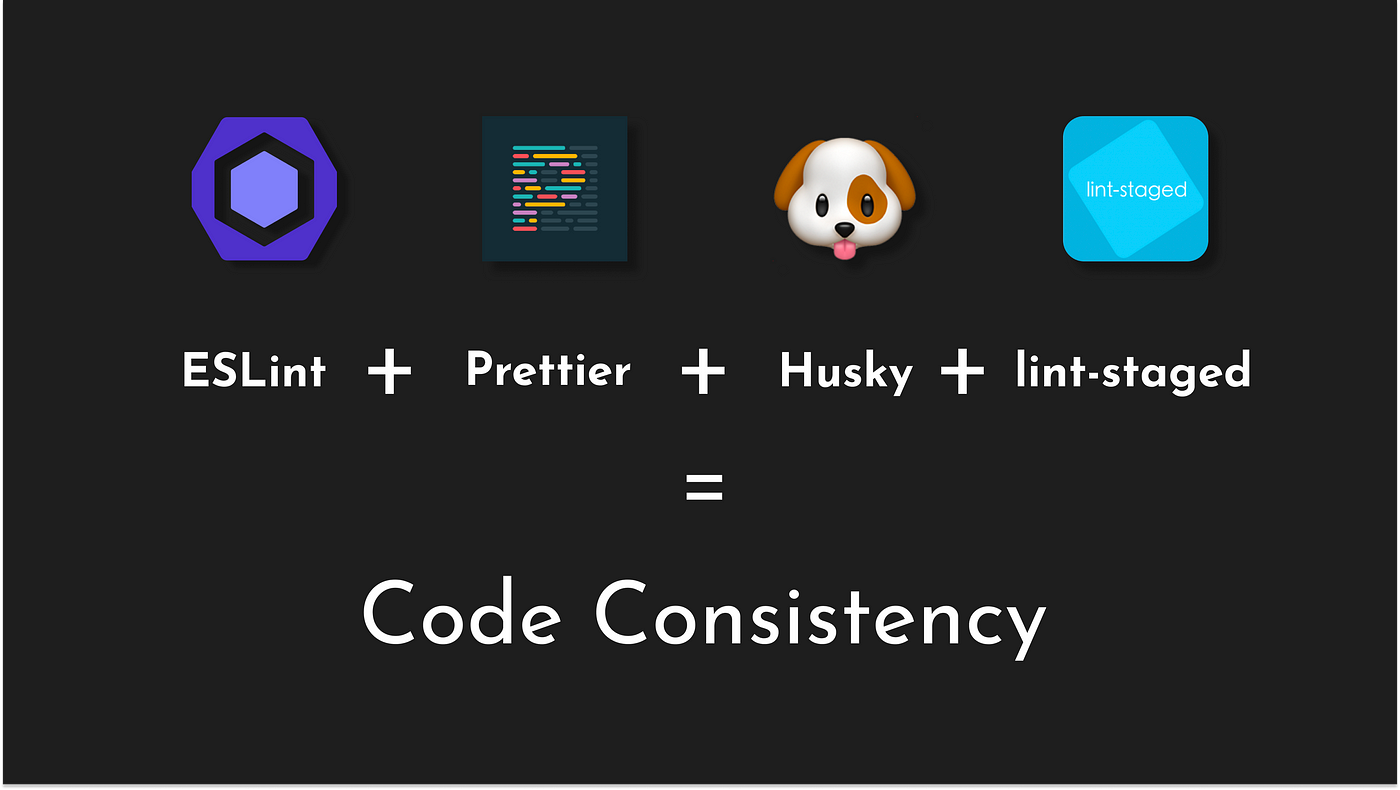 lint-staged
ESLint + Prettier + Husky + lint-staged
=
Code Consistency